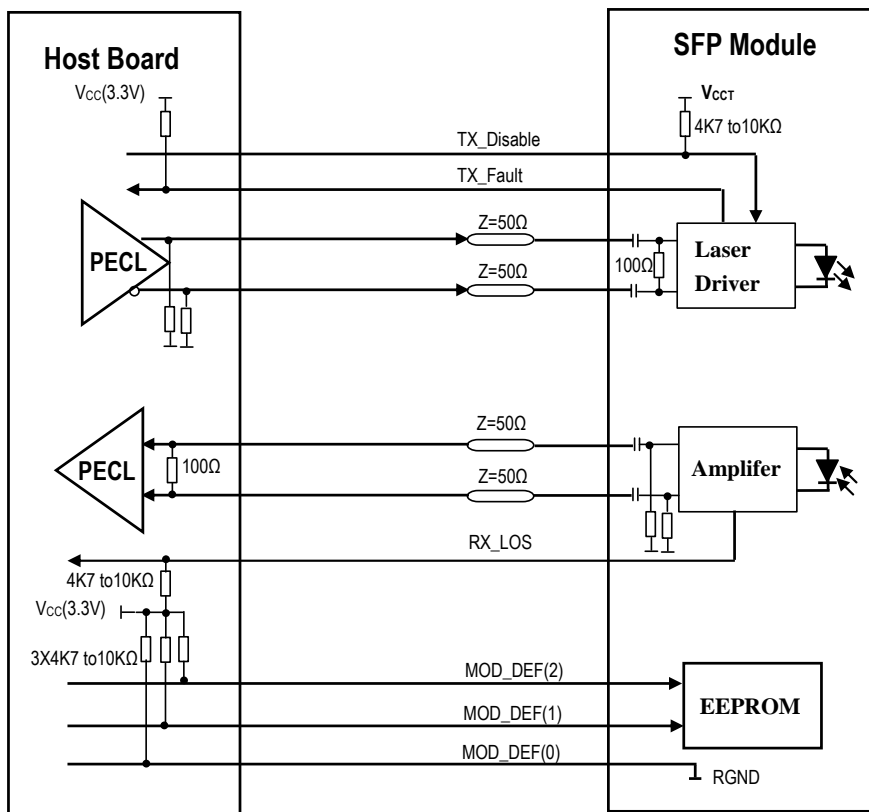 Host Board
SFP Module
Vcc(3.3V)
VCCT
4K7 to10KΩ
TX_Disable
TX_Fault
PECL
Z=50Ω
Z=50Ω
100Ω
Laser
Driver
PECL
100Ω
Z=50Ω
Z=50Ω
Amplifer
RX_LOS
4K7 to10KΩ
Vcc(3.3V)
3X4K7 to10KΩ
MOD_DEF(2)
MOD_DEF(1)
MOD_DEF(0)
EEPROM
RGND